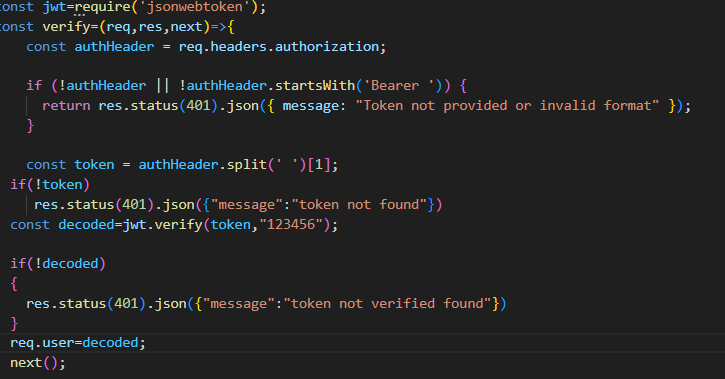 const jwt=require('jsonwebtoken');
const verify=(req,res,next)=>{
const authHeader = req.headers.authorization;
if (!authHeader || !authHeader.startsWith('Bearer ')) {
return res.status(401).json({ message: "Token not provided or invalid format" });
}
const token = authHeader.split(' ')[1];
if(!token)
res.status(401).json({"message":"token not found"})
const decoded=jwt.verify(token,"123456");
if(!decoded)
{
res.status(401).json({"message":"token not verified found"})
}
req.user=decoded;
next();